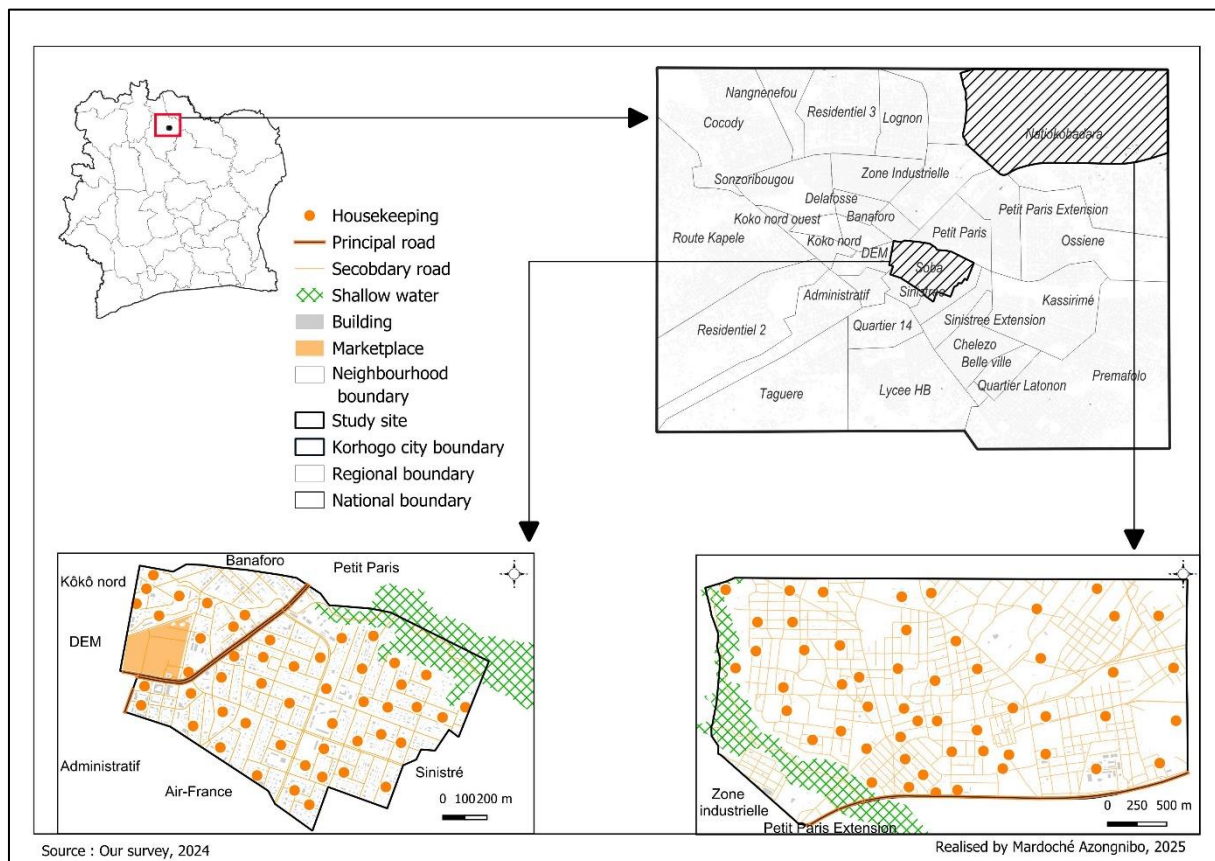 Nangnenefou
Cocody
Residentiel 3
Lognon
Natiokobadara
Sonzoribougou
Zone Industrielle
Delafosse
Koko nord ouest
Banaforo
Petit Paris Extension
Route Kapele
Koko nord
DEM
Petit Paris
Ossiene
Soba
Administratif
Sinistree
Kassirimé
Residentiel 2
Quartier 14
Sinistree Extension
Chelezo
Belle ville
Taguere
Lycee HB
Quartier Latonon
Premafolo
Housekeeping
Principal road
Secobdary road
Shallow water
Building
Marketplace
Neighbourhood
boundary
Study site
Korhogo city boundary
Regional boundary
National boundary
Banaforo
Kôkô nord
Petit Paris
DEM
Administratif
Air-France
Sinistré
0 100200 m
Zone
industrielle
Petit Paris Extension
0 250 500 m
Source : Our survey, 2024
Realised by Mardoché Azongnibo, 2025